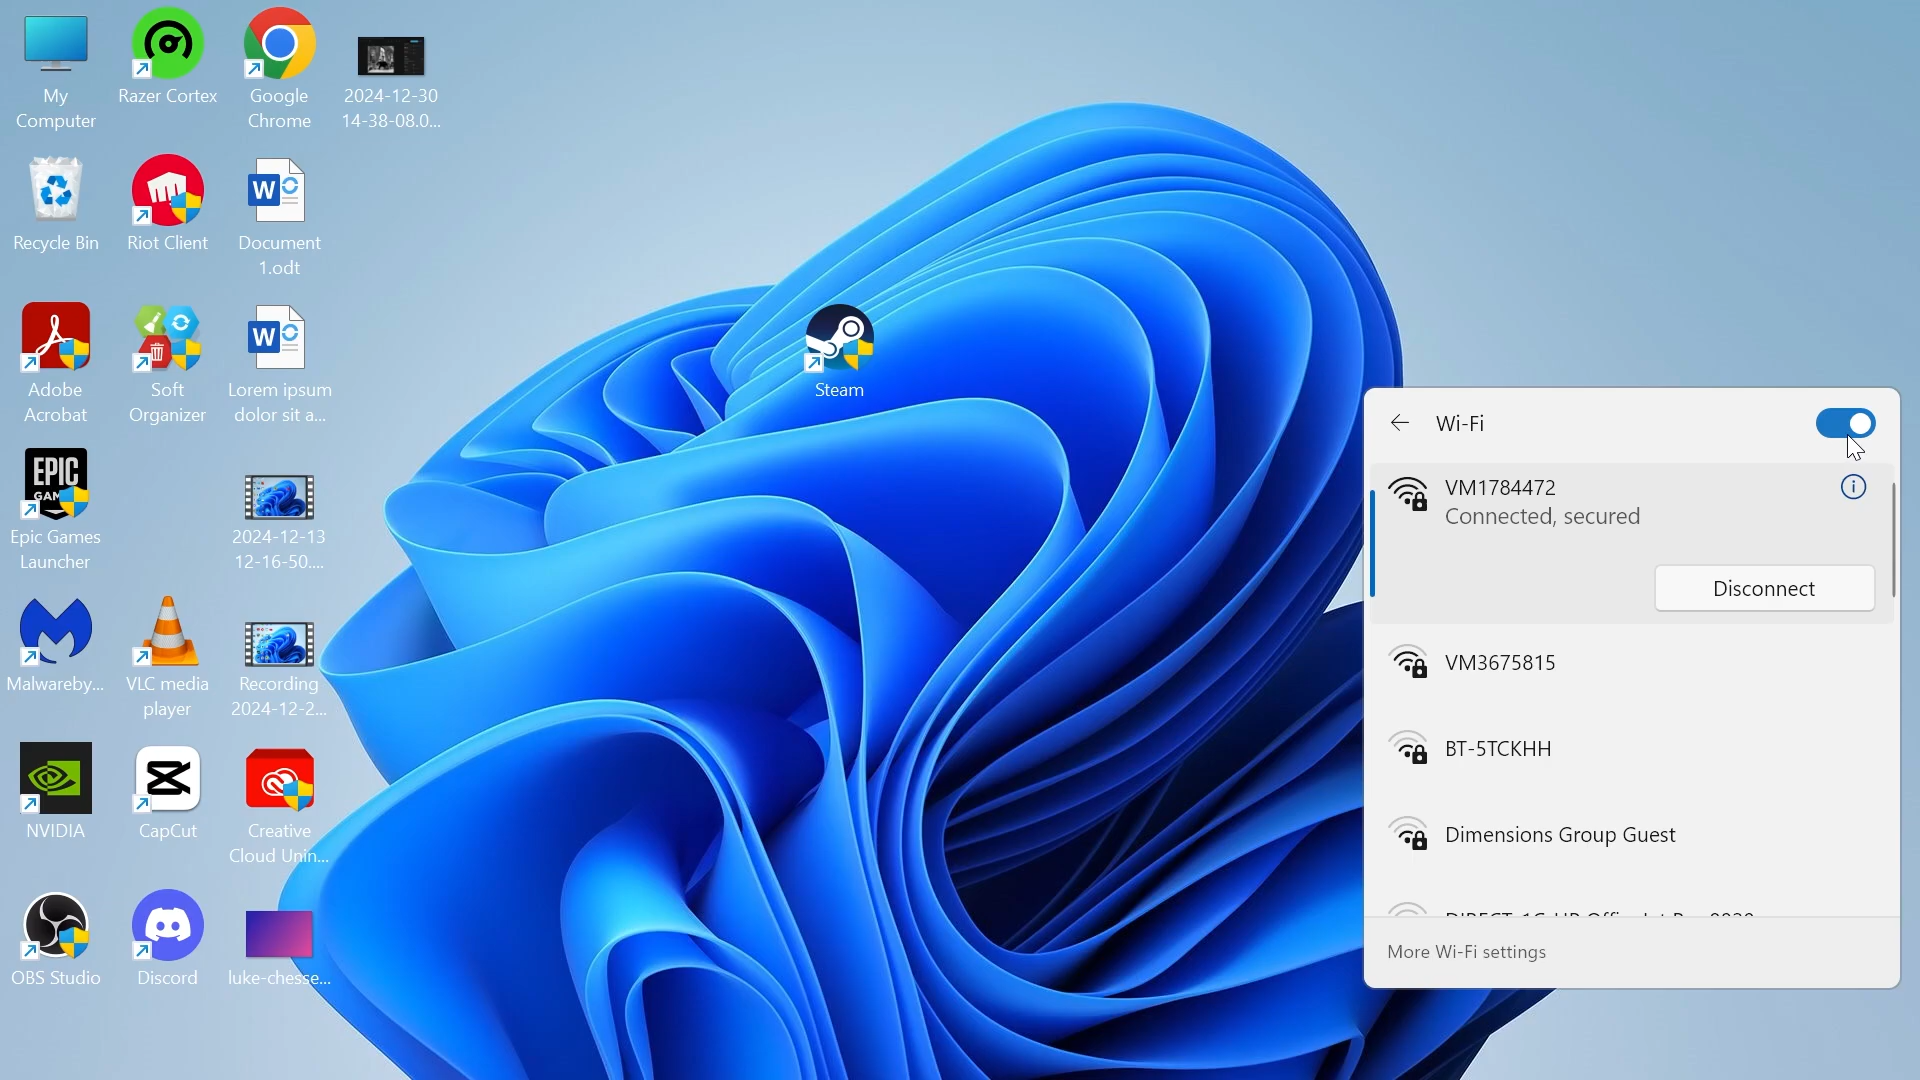 My
Computer
Razer Cortex
Google
Chrome
2024-12-30
14-38-08.0...
Recycle Bin
Riot Client
W
Document
1.odt
Adobe
Acrobat
Soft
Organizer
W
Lorem ipsum
dolor sit a...
Steam
EPIC
GAM
Epic Games
Launcher
2024-12-13
12-16-50....
Malwareby...
VLC media
player
Recording
2024-12-2...
NVIDIA
CapCut
Creative
Cloud Unin...
OBS Studio
Discord
luke-chesse...
Wi-Fi
VM1784472
Connected, secured
Disconnect
VM3675815
BT-5TCKHH
Dimensions Group Guest
More Wi-Fi settings